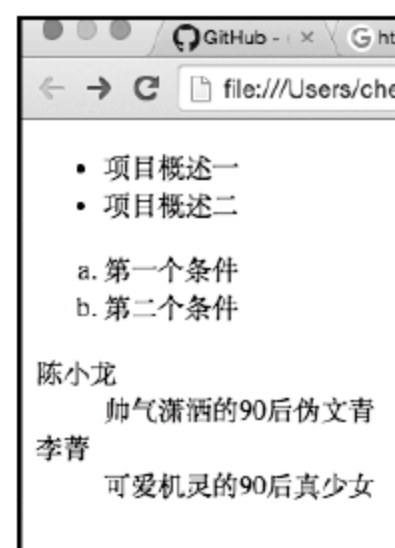 GitHub -
ht
file:///Users/che
• 项目概述一
• 项目概述二
a. 第一个条件
b. 第二个条件
陈小龙
帅气潇洒的90后伪文青
李菁
可爱机灵的90后真少女